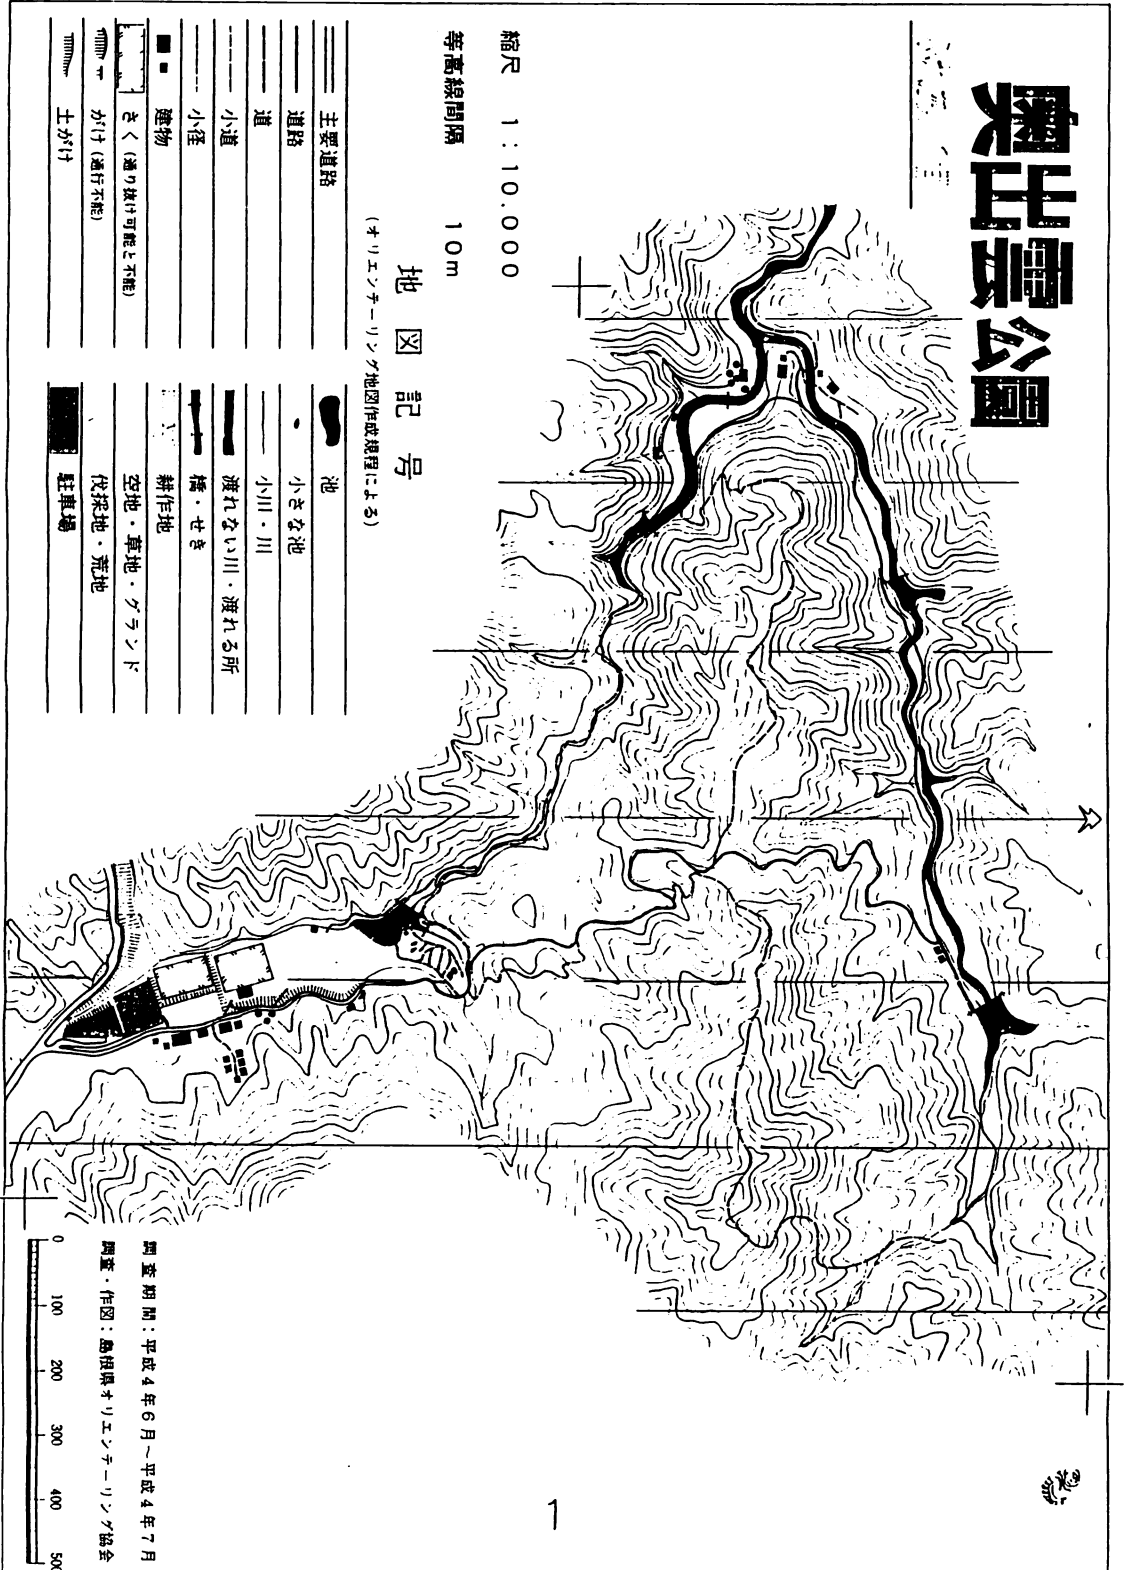 奥出雲公園
縮尺 1:10.000
等高線間隔 10m
地図記号
(オリエンテーリング地図作成規程による)
主要道路
道路
道
小道
小径
建物
さく(通り抜け可能と不能)
がけ(通行不能)
土がけ
池
小さな池
小川・川
渡れない川・渡れる所
橋・せき
耕作地
空地・草地・グランド
伐採地・荒地
駐車場
調査期間:平成4年6月~平成4年7月
調査・作図:島根県オリエンテーリング協会
0 100 200 300 400 500
1